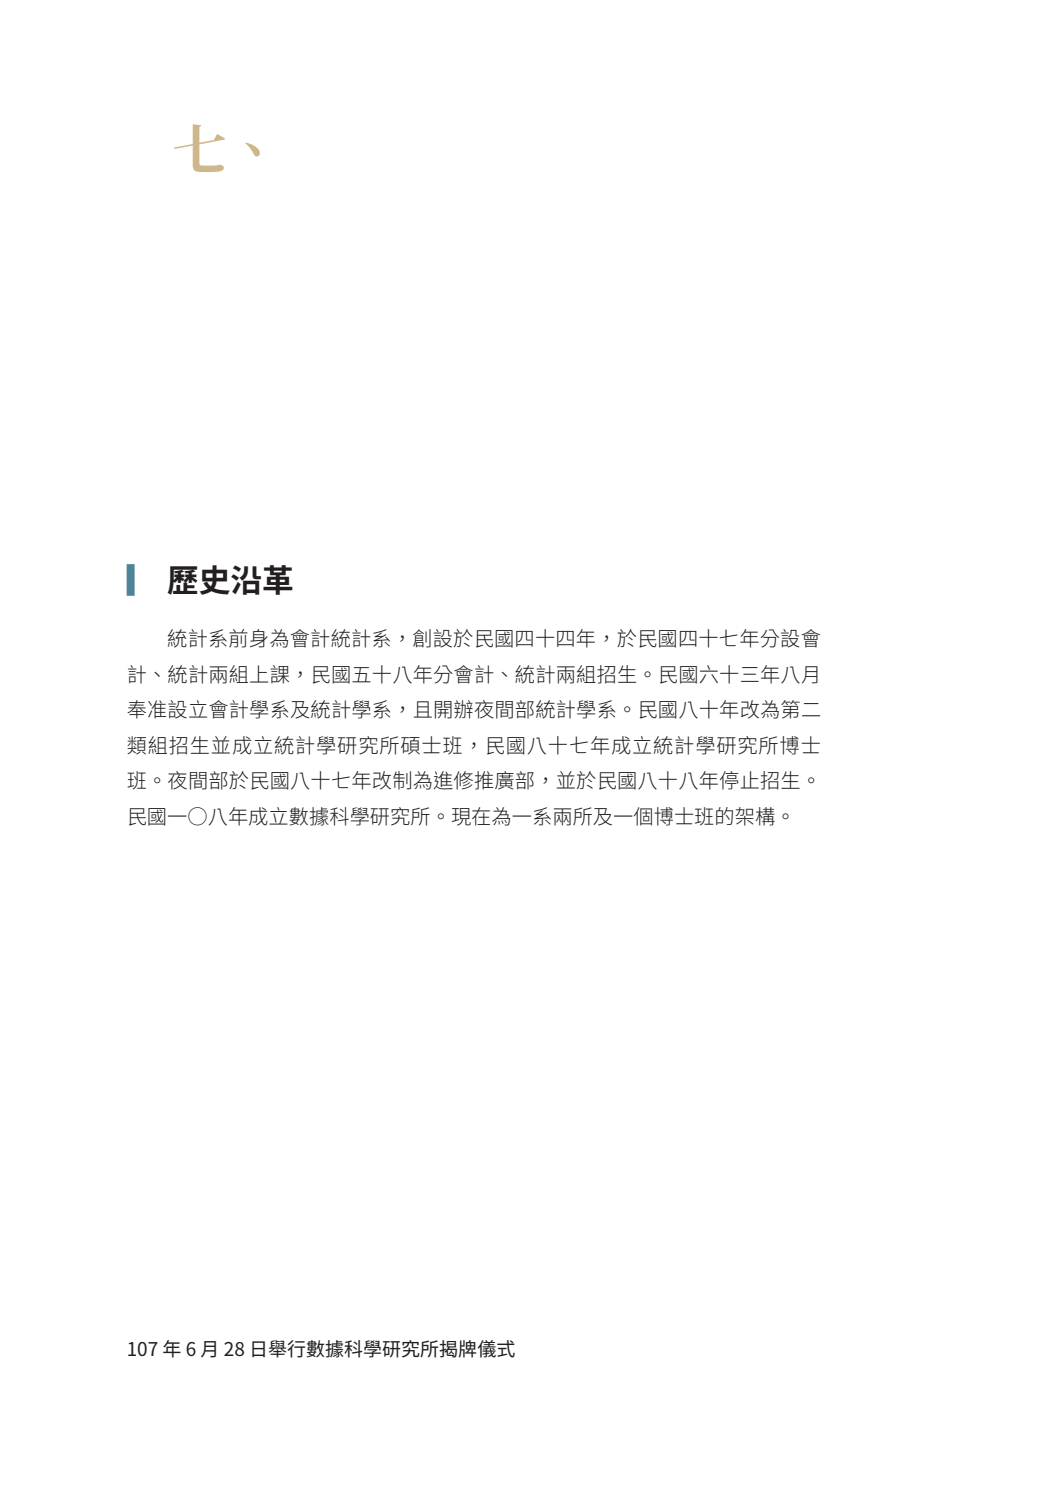 七、
歷史沿革
統計系前身為會計統計系，創設於民國四十四年，於民國四十七年分設會
計、統計兩組上課，民國五十八年分會計、統計兩組招生。民國六十三年八月
奉准設立會計學系及統計學系，且開辦夜間部統計學系。民國八十年改為第二
類組招生並成立統計學研究所碩士班，民國八十七年成立統計學研究所博士
班。夜間部於民國八十七年改制為進修推廣部，並於民國八十八年停止招生。
民國一〇八年成立數據科學研究所。現在為一系兩所及一個博士班的架構。
107 年 6 月 28 日舉行數據科學研究所揭牌儀式